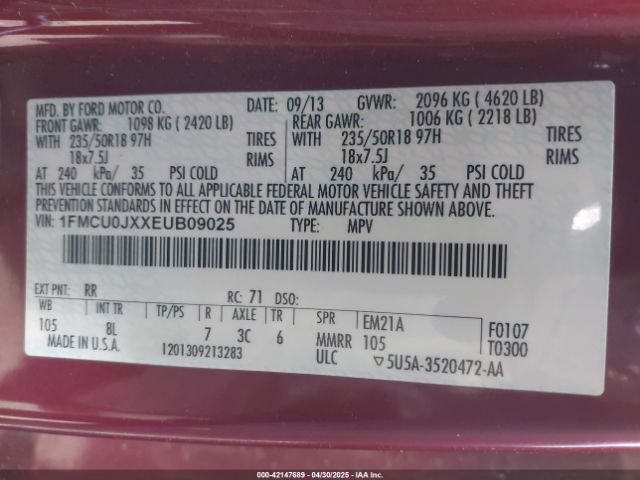 MFD. BY FORD MOTOR CO. DATE: 09/13 GVWR: 2096 KG ( 4620 LB)
FRONT GAWR: 1098 KG ( 2420 LB) REAR GAWR: 1006 KG ( 2218 LB)
WITH 235/50R18 97H TIRES WITH 235/50R18 97H TIRES
18x7.5J RIMS 18x7.5J RIMS
AT 240 kPa/ 35 PSI COLD AT 240 kPa/ 35 PSI COLD
THIS VEHICLE CONFORMS TO ALL APPLICABLE FEDERAL MOTOR VEHICLE SAFETY AND THEFT
PREVENTION STANDARDS IN EFFECT ON THE DATE OF MANUFACTURE SHOWN ABOVE.
VIN: 1FMCU0JXXEUB09025 TYPE: MPV
EXT PNT: RR RC: 71 DSO:
WB INT TR TP/PS R AXLE TR SPR EM21A F0107
105 8L 7 3C 6 MMRR 105 T0300
MADE IN U.S.A. 1201309213283 ULC ▽5U5A-3520472-AA
000-42147689 - 04/30/2025 - IAAI, Inc.